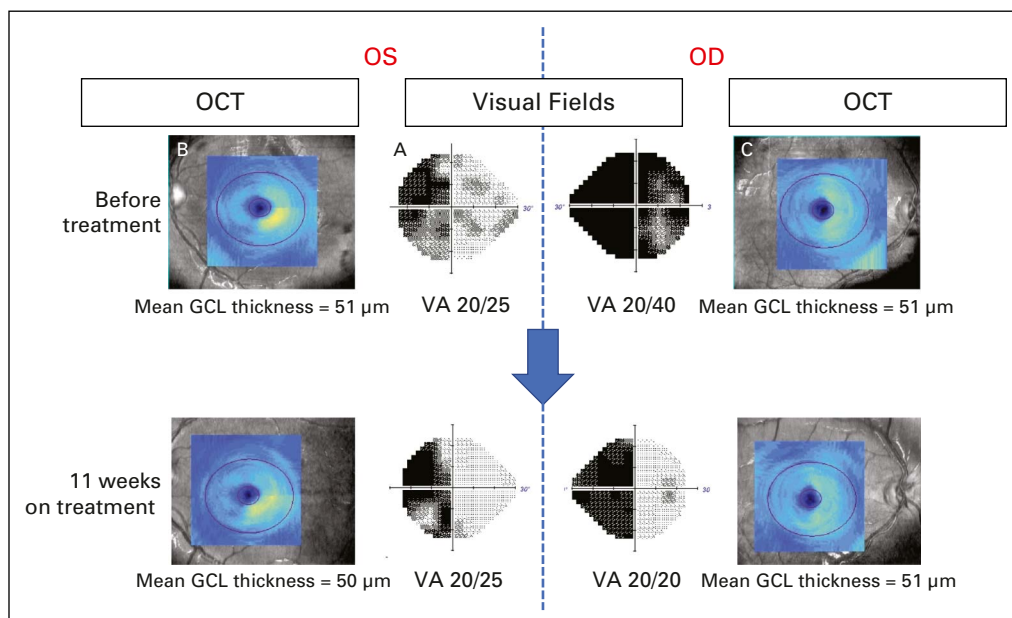 OS
OD
OCT
Visual Fields
OCT
Before
treatment
B
A
C
30°
30°
3
Mean GCL thickness = 51 µm
VA 20/25
VA 20/40
Mean GCL thickness = 51 µm
11 weeks
on treatment
30°
30
Mean GCL thickness = 50 µm
VA 20/25
VA 20/20
Mean GCL thickness = 51 µm